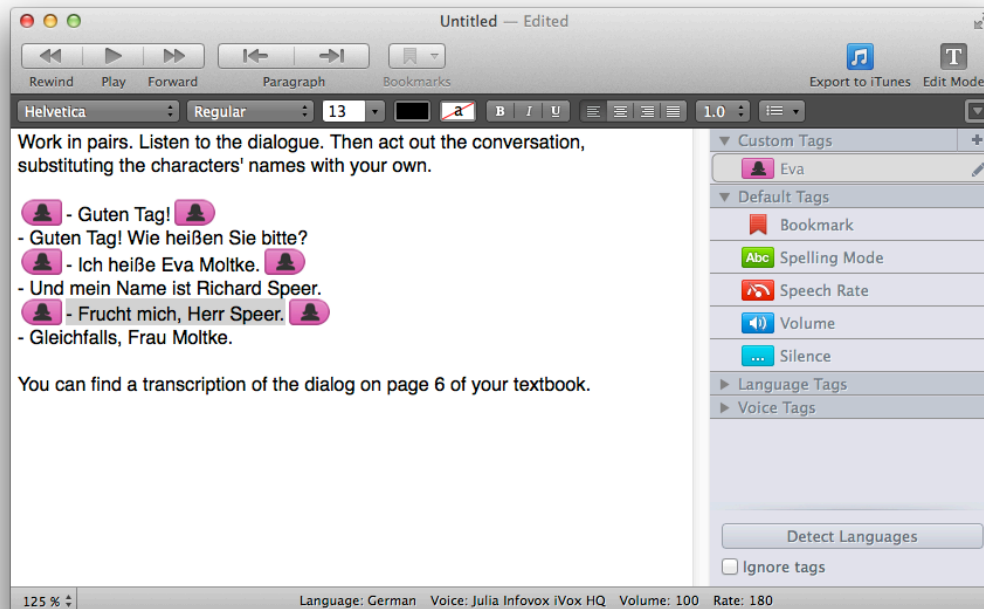 Untitled — Edited
Rewind Play Forward Paragraph Bookmarks Export to iTunes Edit Mode
Helvetica Regular 13 a B I U 1.0
Work in pairs. Listen to the dialogue. Then act out the conversation,
substituting the characters' names with your own.
- Guten Tag!
- Guten Tag! Wie heißen Sie bitte?
- Ich heiße Eva Moltke.
- Und mein Name ist Richard Speer.
- Frucht mich, Herr Speer.
- Gleichfalls, Frau Moltke.
You can find a transcription of the dialog on page 6 of your textbook.
Custom Tags
Eva
Default Tags
Bookmark
Abc Spelling Mode
Speech Rate
Volume
... Silence
Language Tags
Voice Tags
Detect Languages
Ignore tags
125 % Language: German Voice: Julia Infovox iVox HQ Volume: 100 Rate: 180